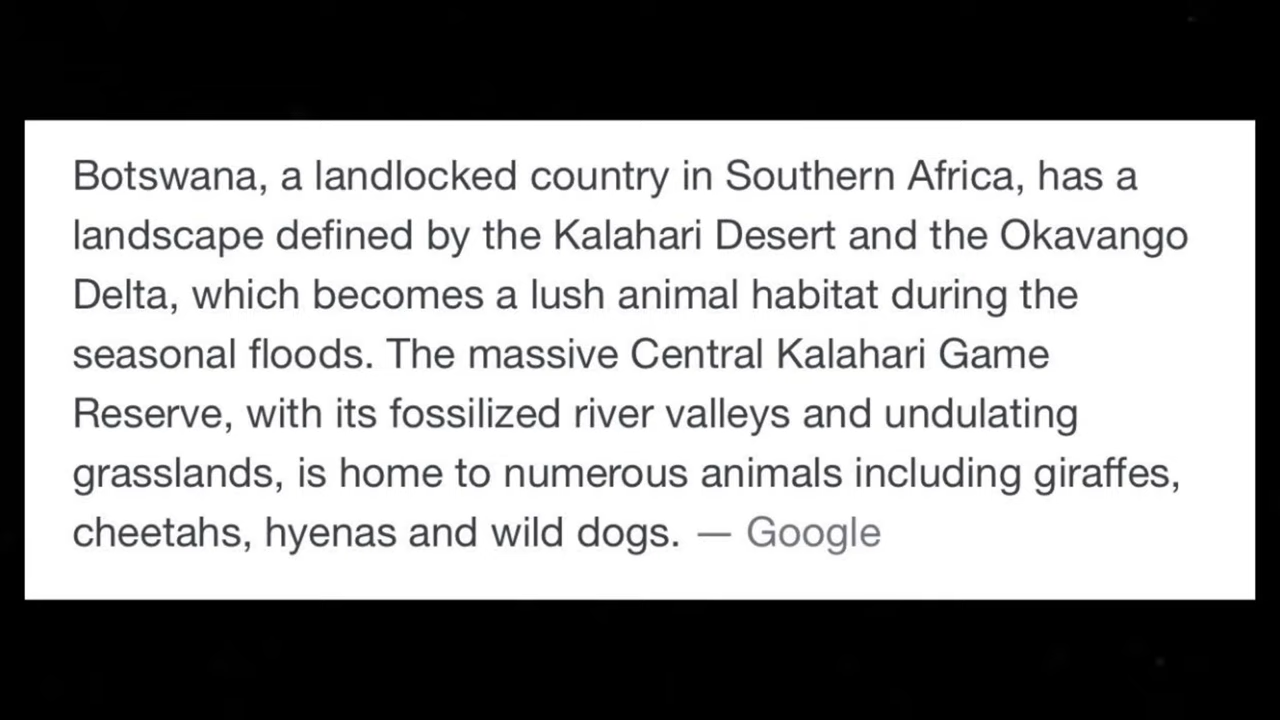 Botswana, a landlocked country in Southern Africa, has a
landscape defined by the Kalahari Desert and the Okavango
Delta, which becomes a lush animal habitat during the
seasonal floods. The massive Central Kalahari Game
Reserve, with its fossilized river valleys and undulating
grasslands, is home to numerous animals including giraffes,
cheetahs, hyenas and wild dogs. — Google